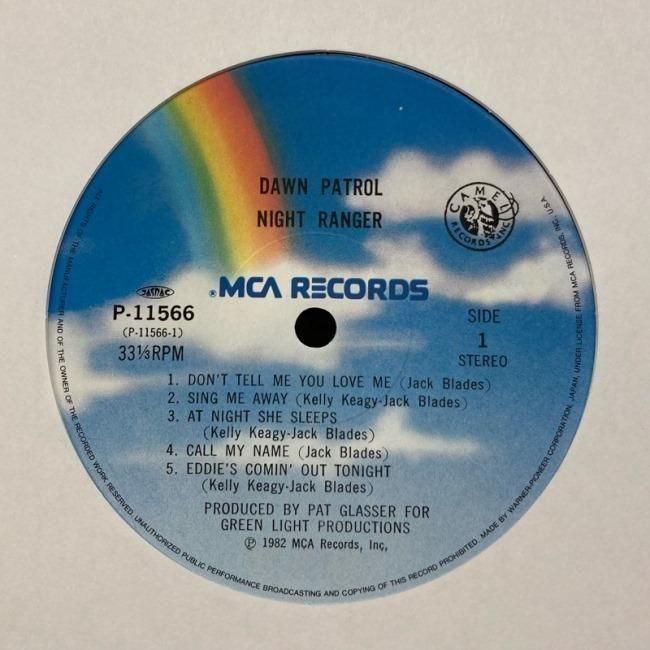 DAWN PATROL
NIGHT RANGER
CAMEL
RECORDS INC
® MCA RECORDS
JASRAC
P-11566
(P-11566-1)
33⅓RPM
SIDE
1
STEREO
1. DON'T TELL ME YOU LOVE ME (Jack Blades)
2. SING ME AWAY (Kelly Keagy-Jack Blades)
3. AT NIGHT SHE SLEEPS
(Kelly Keagy-Jack Blades)
4. CALL MY NAME (Jack Blades)
5. EDDIE'S COMIN' OUT TONIGHT
(Kelly Keagy-Jack Blades)
PRODUCED BY PAT GLASSER FOR
GREEN LIGHT PRODUCTIONS
℗ 1982 MCA Records, Inc,
ALL RIGHTS OF THE MANUFACTURER AND OF THE OWNER OF THE RECORDED WORK RESERVED. UNAUTHORIZED PUBLIC PERFORMANCE BROADCASTING AND COPYING OF THIS RECORD PROHIBITED. MADE BY WARNER-PIONEER CORPORATION, JAPAN, UNDER LICENSE FROM MCA RECORDS, INC. U.S.A.